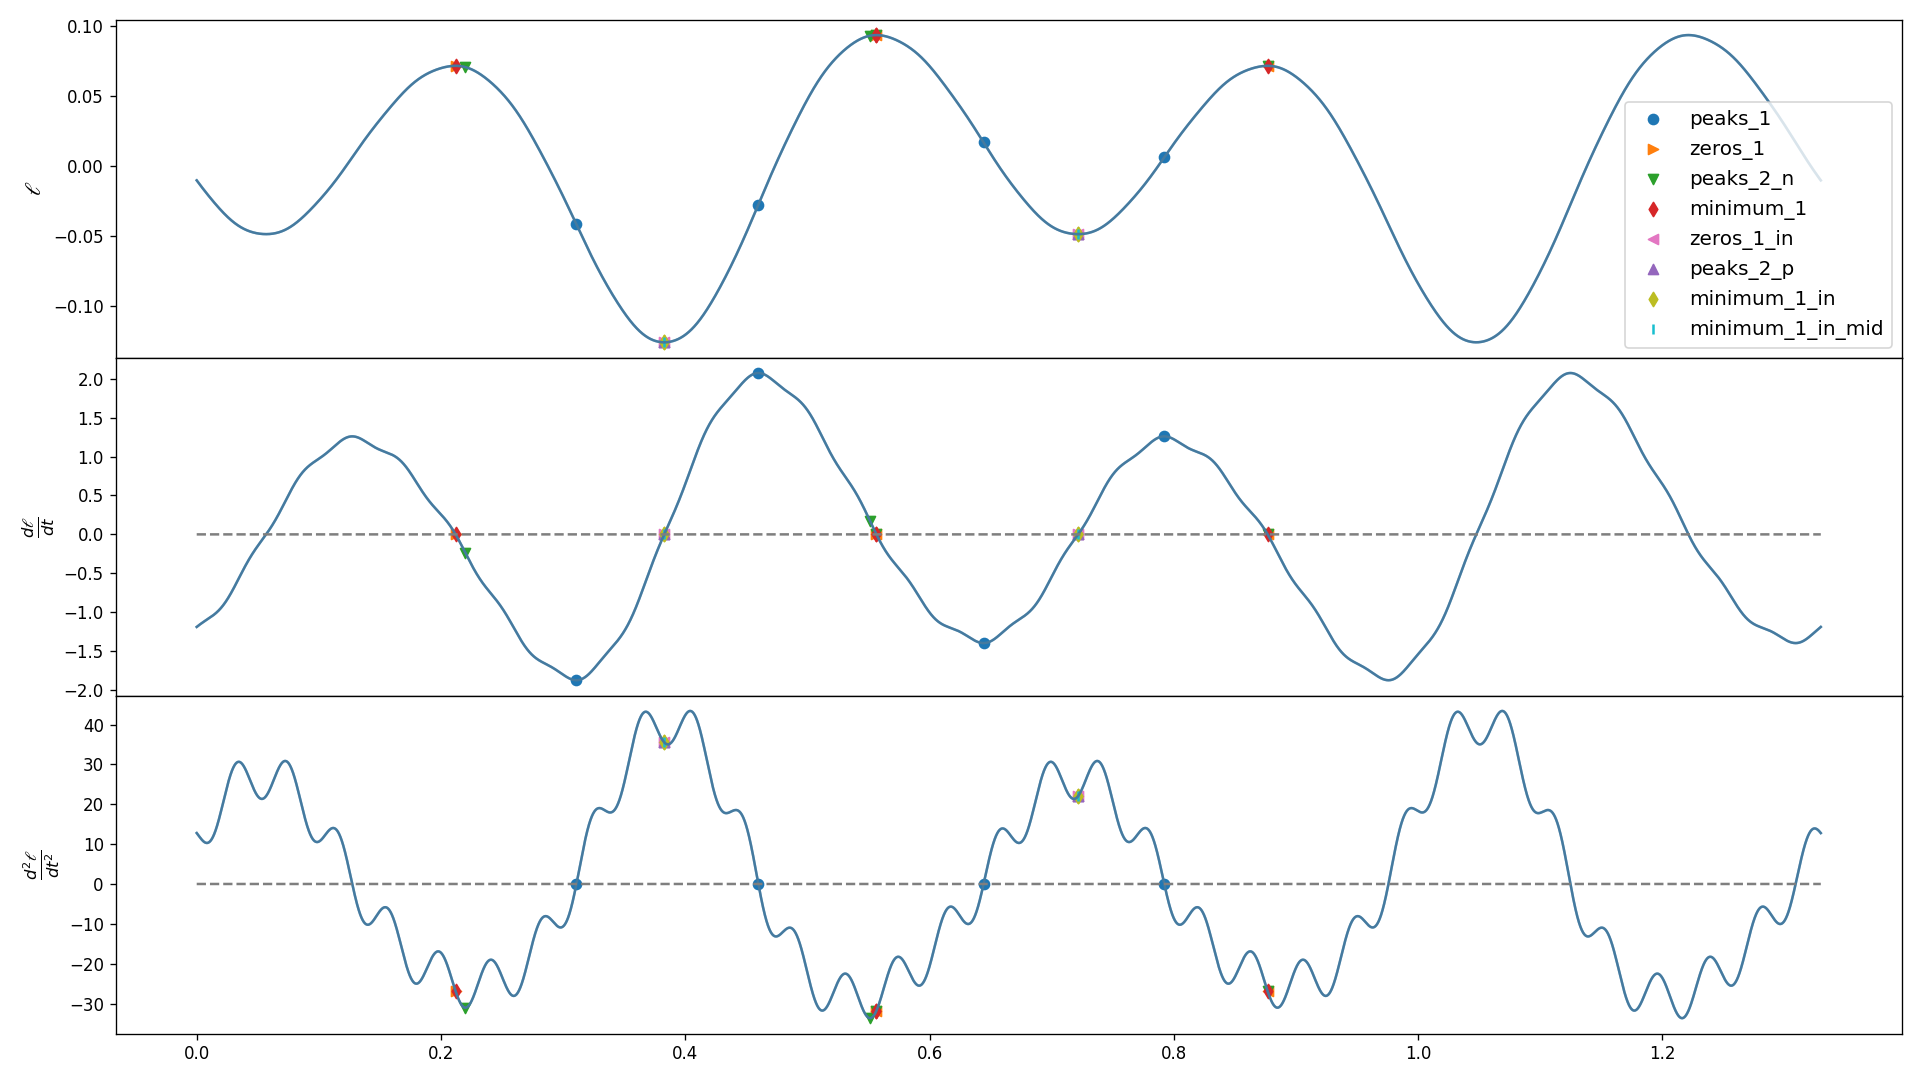 0.10
0.05
0.00
−0.05
−0.10
ℓ
peaks_1
zeros_1
peaks_2_n
minimum_1
zeros_1_in
peaks_2_p
minimum_1_in
minimum_1_in_mid
2.0
1.5
1.0
0.5
0.0
−0.5
−1.0
−1.5
−2.0
dℓ
dt
40
30
20
10
0
−10
−20
−30
d²ℓ
dt²
0.0 0.2 0.4 0.6 0.8 1.0 1.2